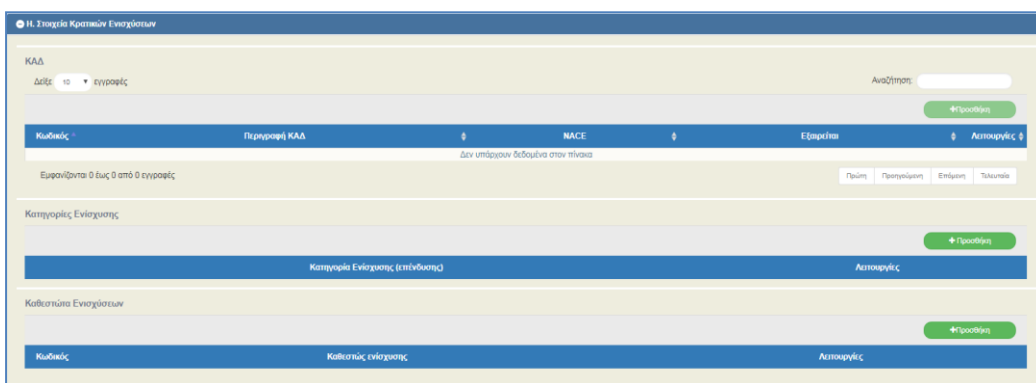 Η. Στοιχεία Κρατικών Ενισχύσεων
ΚΑΔ
Δείξε 10 εγγραφές
Αναζήτηση:
+Προσθήκη
Κωδικός Περιγραφή ΚΑΔ NACE Εξαιρείται Λειτουργίες
Δεν υπάρχουν δεδομένα στον πίνακα
Εμφανίζονται 0 έως 0 από 0 εγγραφές
Πρώτη Προηγούμενη Επόμενη Τελευταία
Κατηγορίες Ενίσχυσης
+ Προσθήκη
Κατηγορία Ενίσχυσης (επένδυσης) Λειτουργίες
Καθεστώτα Ενισχύσεων
+Προσθήκη
Κωδικός Καθεστώς ενίσχυσης Λειτουργίες